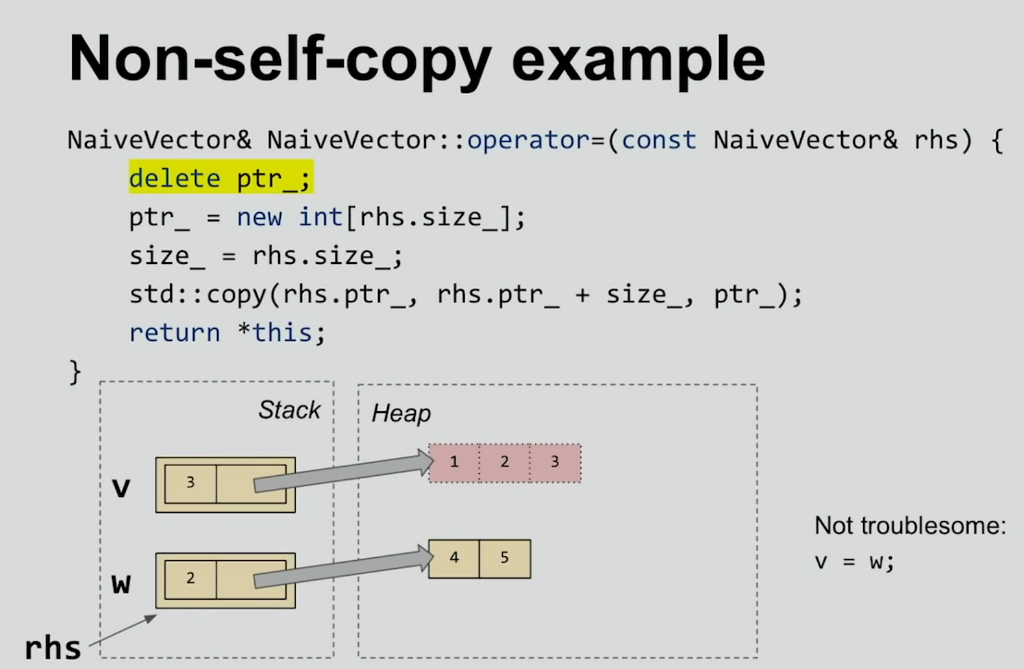 Non-self-copy example
NaiveVector& NaiveVector::operator=(const NaiveVector& rhs) {
    delete ptr_;
    ptr_ = new int[rhs.size_];
    size_ = rhs.size_;
    std::copy(rhs.ptr_, rhs.ptr_ + size_, ptr_);
    return *this;
}
Stack
Heap
v 3
1 2 3
w 2
4 5
rhs
Not troublesome:
v = w;